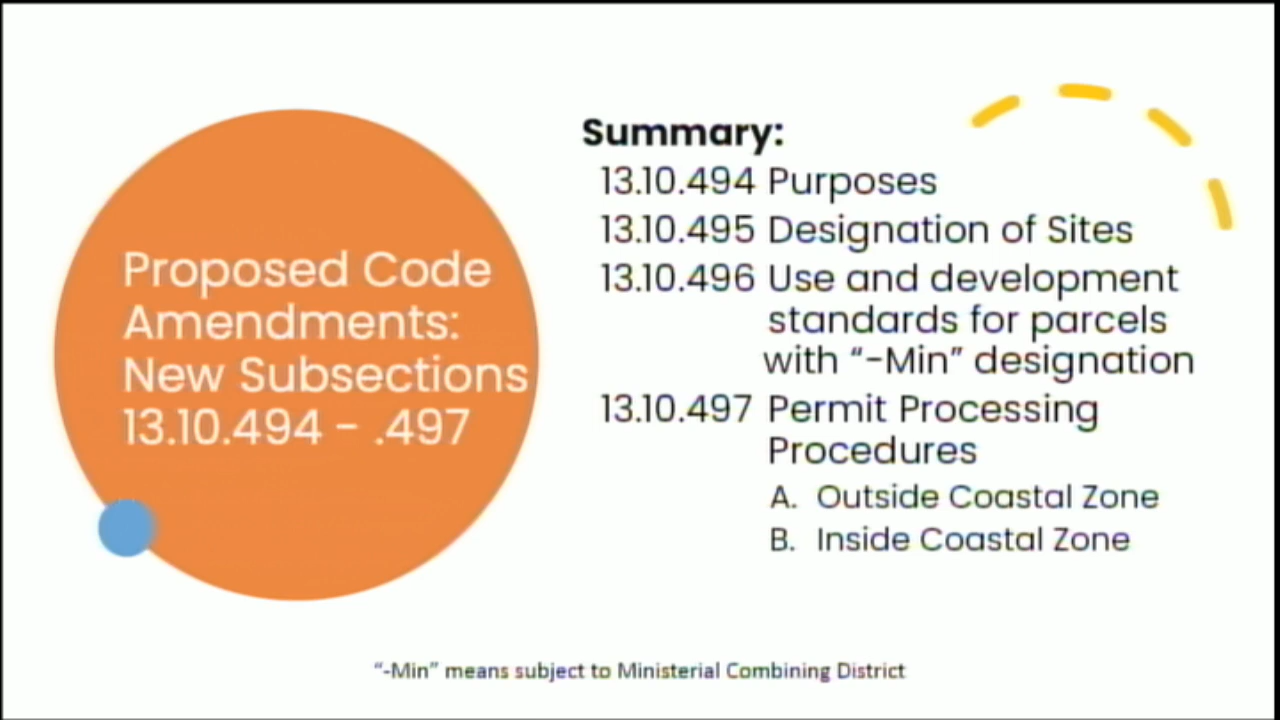 Proposed Code
Amendments:
New Subsections
13.10.494 - .497
Summary:
13.10.494 Purposes
13.10.495 Designation of Sites
13.10.496 Use and development
standards for parcels
with “-Min” designation
13.10.497 Permit Processing
Procedures
A. Outside Coastal Zone
B. Inside Coastal Zone
“-Min” means subject to Ministerial Combining District